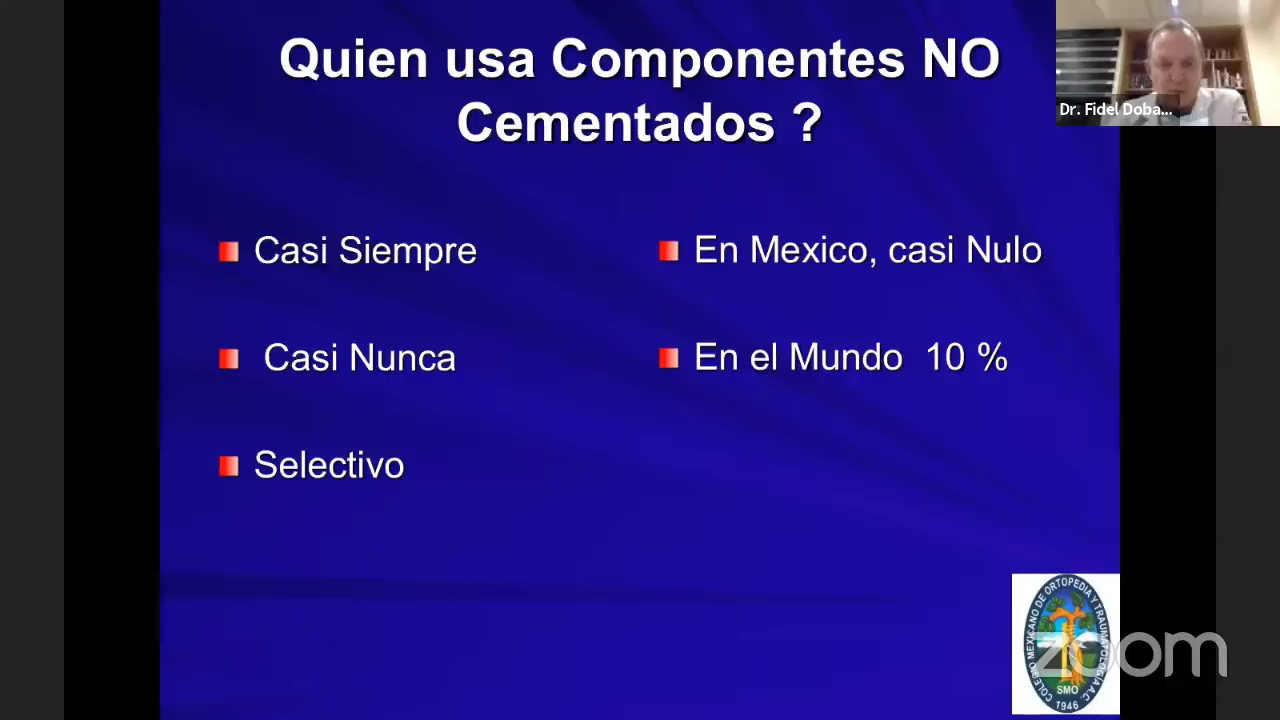 Quien usa Componentes NO
Cementados ?
Dr. Fidel Doba...
Casi Siempre
Casi Nunca
Selectivo
En Mexico, casi Nulo
En el Mundo 10 %
COLEGIO MEXICANO DE ORTOPEDIA Y TRAUMATOLOGIA A.C.
SMO
1946
zoom